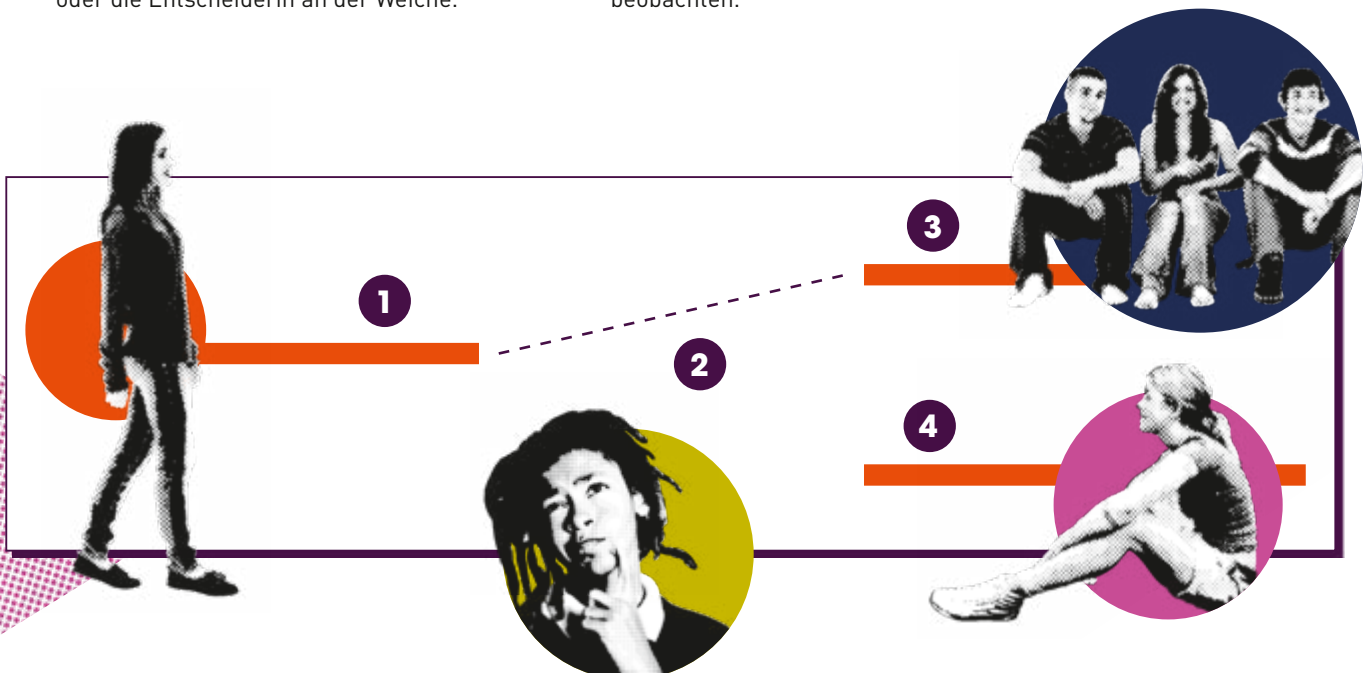 oder die Entscheiderin an der Weiche.
beobachten.
3
1
2
4